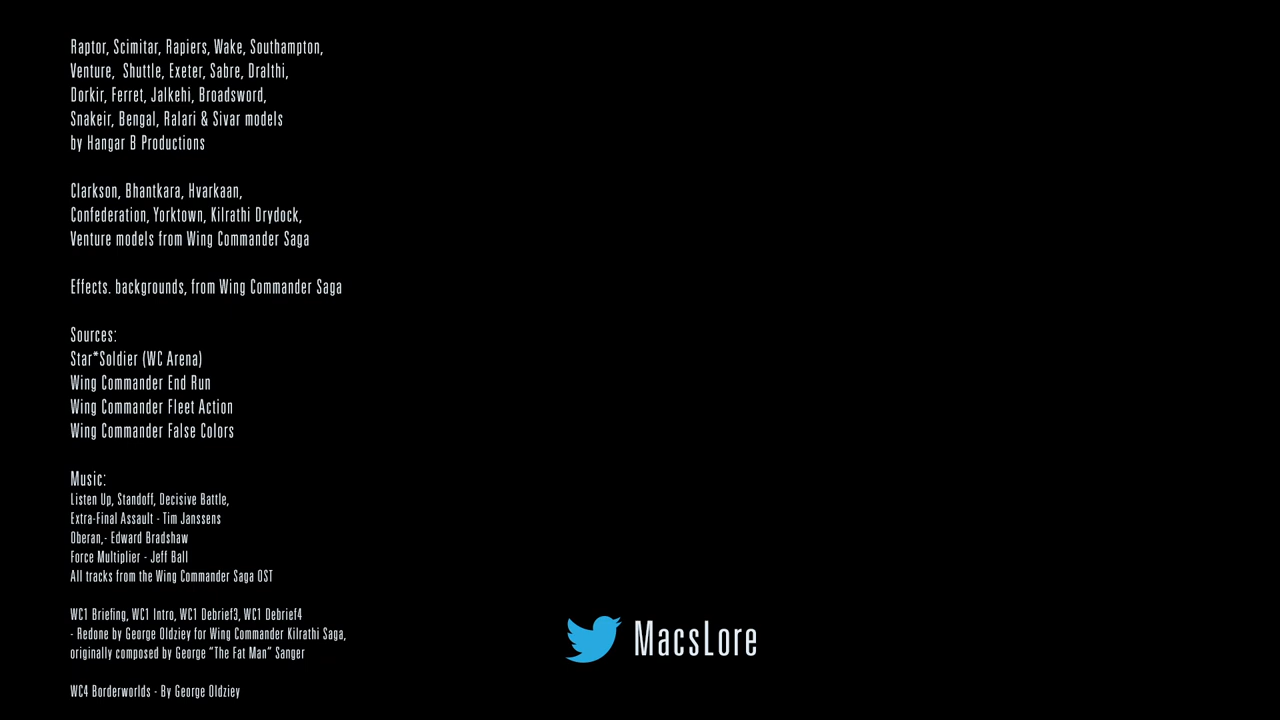 Raptor, Scimitar, Rapiers, Wake, Southampton,
Venture,  Shuttle, Exeter, Sabre, Dralthi,
Dorkir, Ferret, Jalkehi, Broadsword,
Snakeir, Bengal, Ralari & Sivar models
by Hangar B Productions
Clarkson, Bhantkara, Hvarkaan,
Confederation, Yorktown, Kilrathi Drydock,
Venture models from Wing Commander Saga
Effects. backgrounds, from Wing Commander Saga
Sources:
Star*Soldier (WC Arena)
Wing Commander End Run
Wing Commander Fleet Action
Wing Commander False Colors
Music:
Listen Up, Standoff, Decisive Battle,
Extra-Final Assault - Tim Janssens
Oberan,- Edward Bradshaw
Force Multiplier - Jeff Ball
All tracks from the Wing Commander Saga OST
WC1 Briefing, WC1 Intro, WC1 Debrief3, WC1 Debrief4
- Redone by George Oldziey for Wing Commander Kilrathi Saga,
originally composed by George "The Fat Man" Sanger
WC4 Borderworlds - By George Oldziey
MacsLore